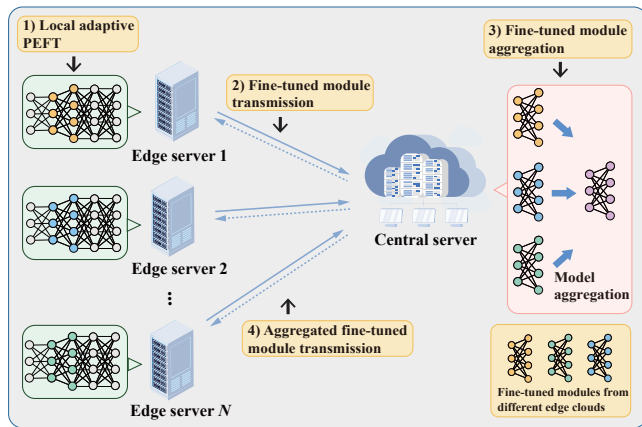 1) Local adaptive
PEFT
2) Fine-tuned module
transmission
3) Fine-tuned module
aggregation
Edge server 1
Edge server 2
Central server
Model
aggregation
...
4) Aggregated fine-tuned
module transmission
Edge server N
Fine-tuned modules from
different edge clouds